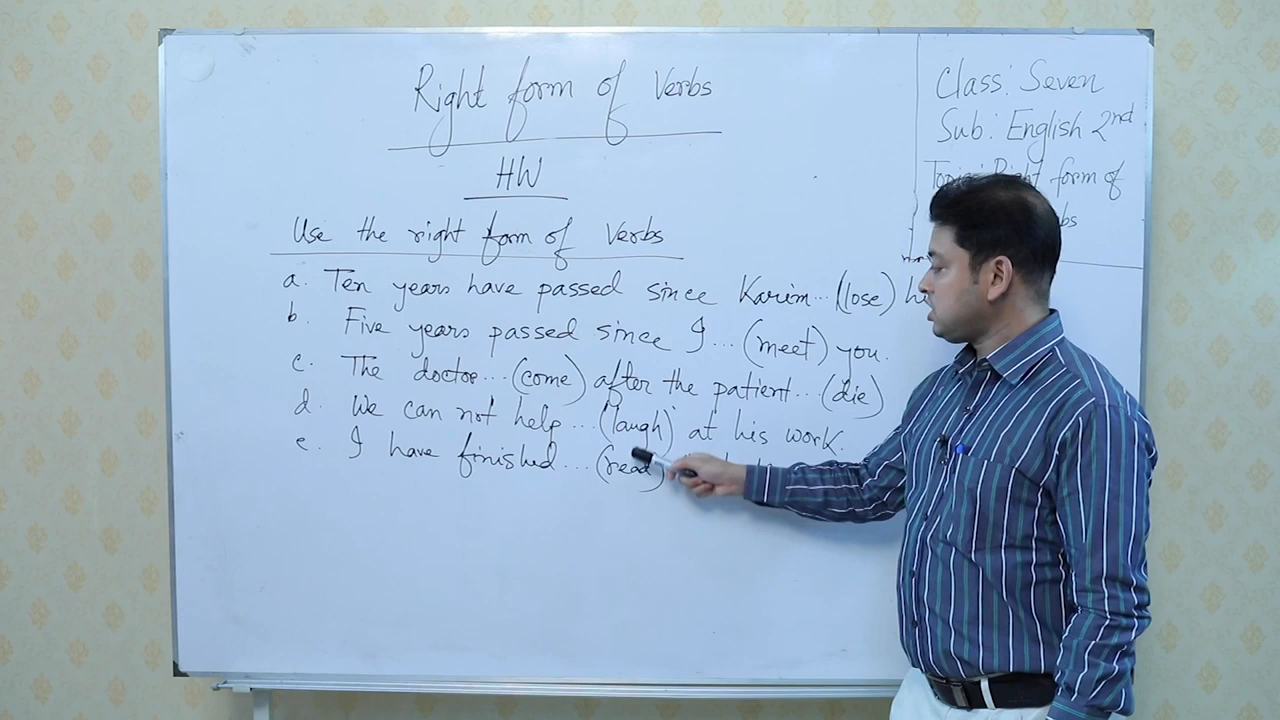 Right form of Verbs
HW
Use the right form of Verbs
a. Ten years have passed since Karim... (lose)
b. Five years passed since I... (meet) you.
c. The doctor... (come) after the patient... (die)
d. We can not help... (laugh) at his work.
e. I have finished... (read)
Class: Seven
Sub: English 2nd
Topic: Right form of